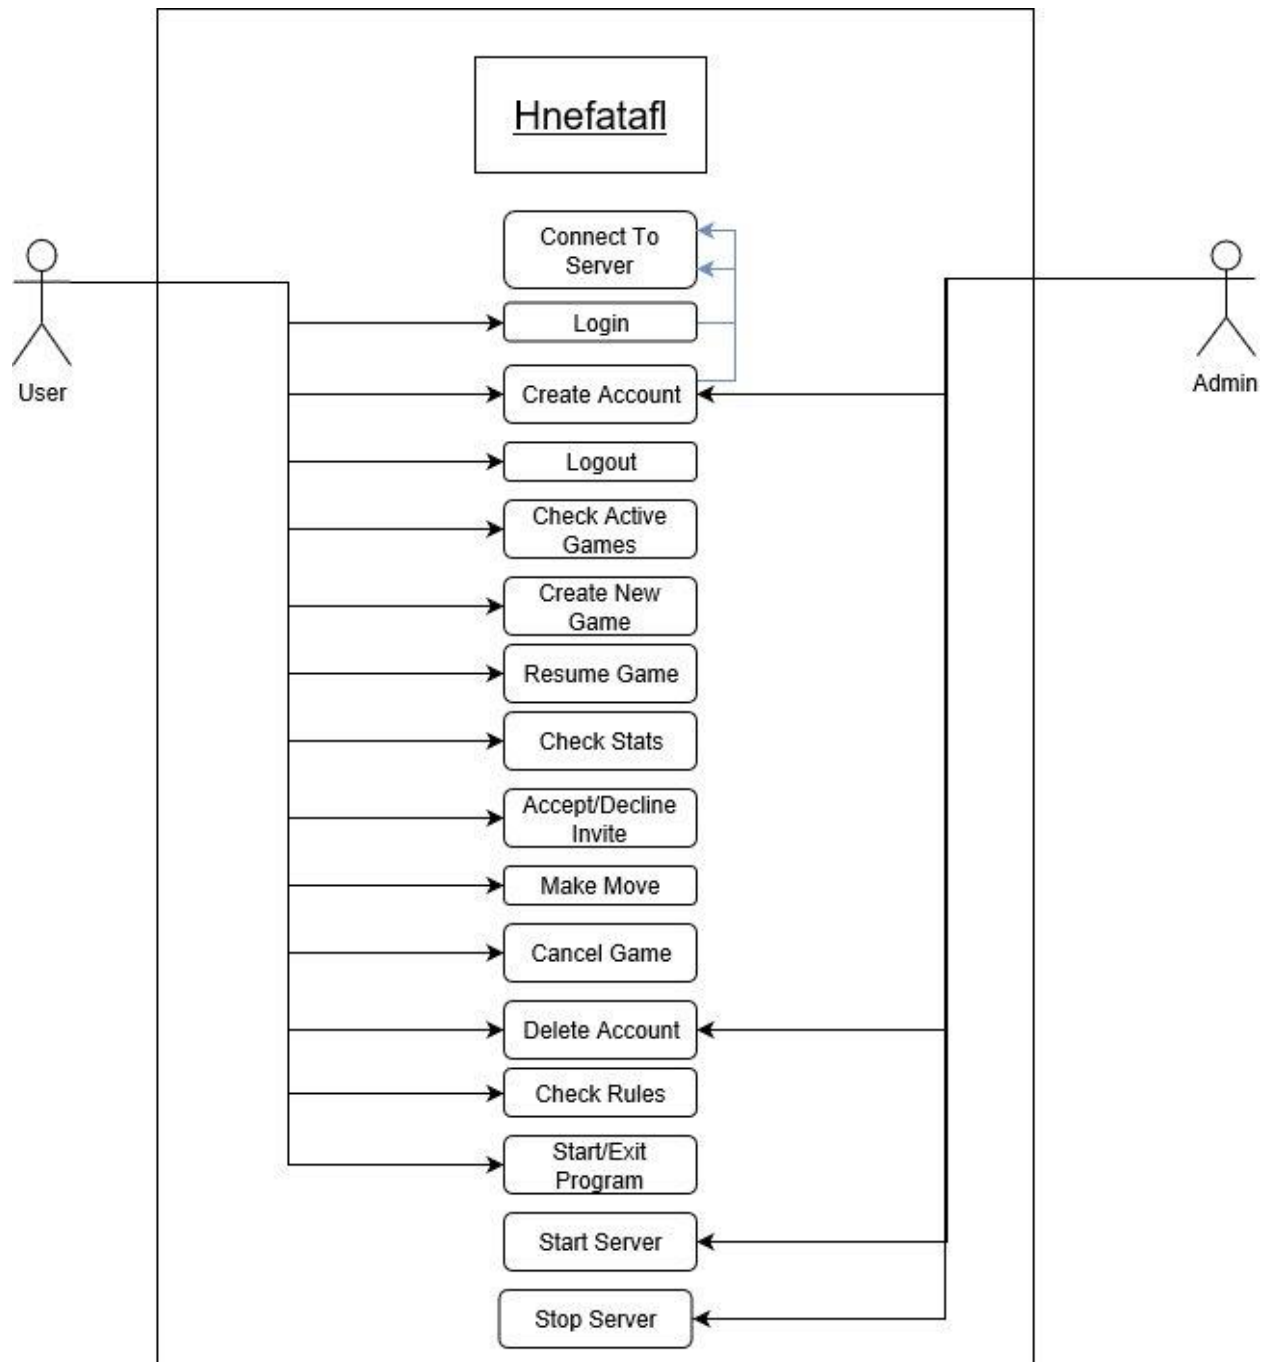 Hnefatafl
Connect To
Server
Login
User
Create Account
Admin
Logout
Check Active
Games
Create New
Game
Resume Game
Check Stats
Accept/Decline
Invite
Make Move
Cancel Game
Delete Account
Check Rules
Start/Exit
Program
Start Server
Stop Server